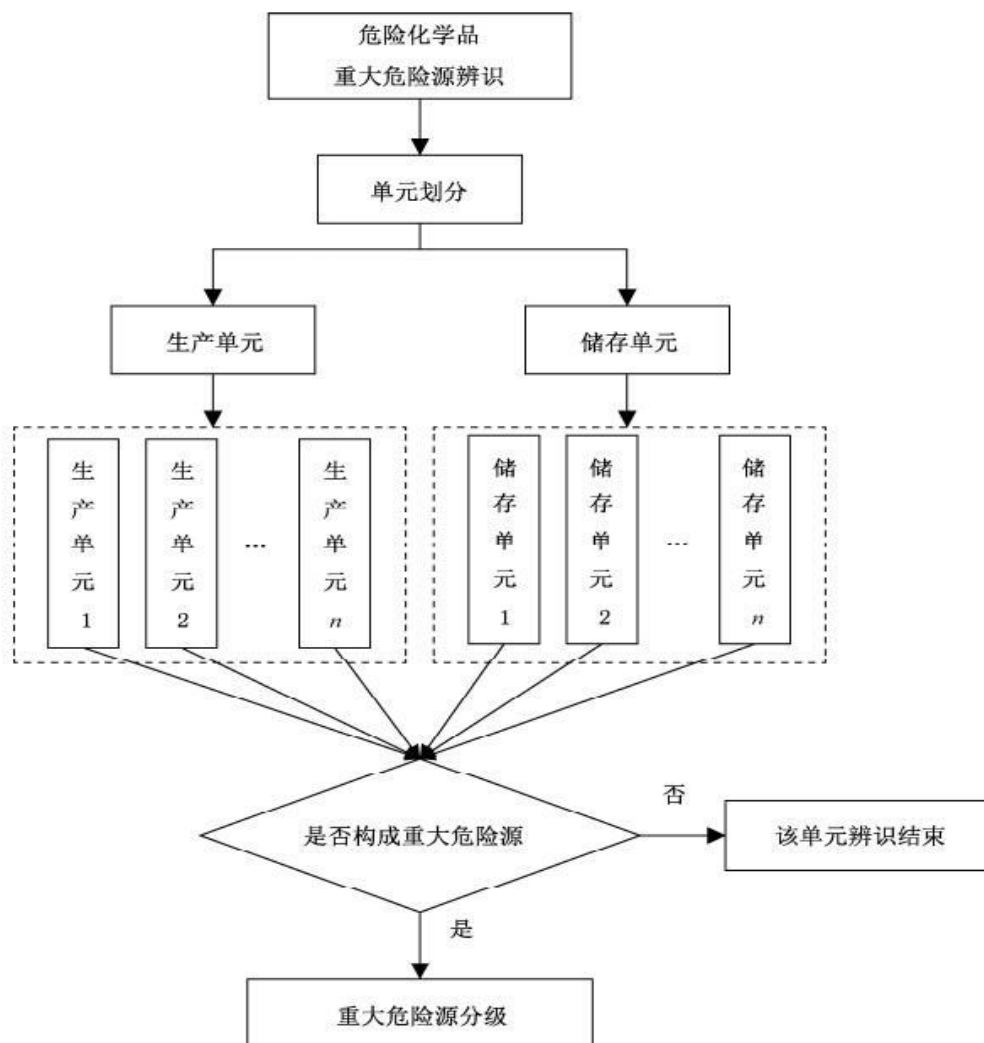 危险化学品
重大危险源辨识
单元划分
生产单元
储存单元
生产单元1
生产单元2
…
生产单元n
储存单元1
储存单元2
…
储存单元n
是否构成重大危险源
否
该单元辨识结束
是
重大危险源分级